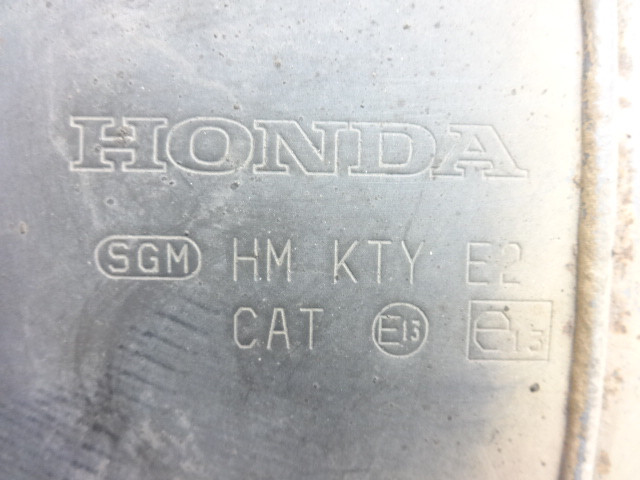 HONDA
SGM HM KTY E2
CAT E13 e13